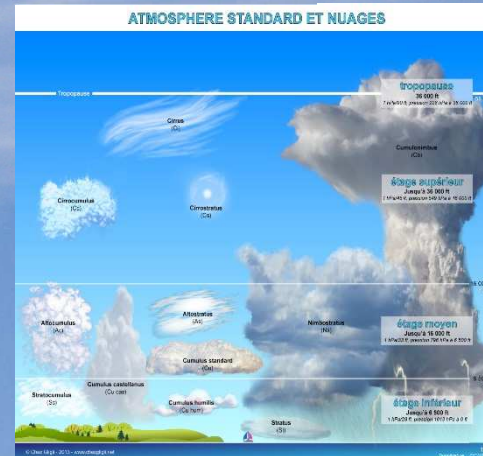 ATMOSPHERE STANDARD ET NUAGES
tropopause
36 000 ft
Tropopause
Cirrus
(Ci)
Cumulonimbus
(Cb)
étage supérieur
Jusqu'à 36 000 ft
Cirrocumulus
(Cc)
Cirrostratus
(Cs)
Altocumulus
(Ac)
Altostratus
(As)
Nimbostratus
(Ns)
étage moyen
Jusqu'à 16 000 ft
Cumulus standard
(Cu)
Cumulus castellanus
(Cu cas)
Stratocumulus
(Sc)
Cumulus humilis
(Cu hum)
étage inférieur
Jusqu'à 6 500 ft
Stratus
(St)